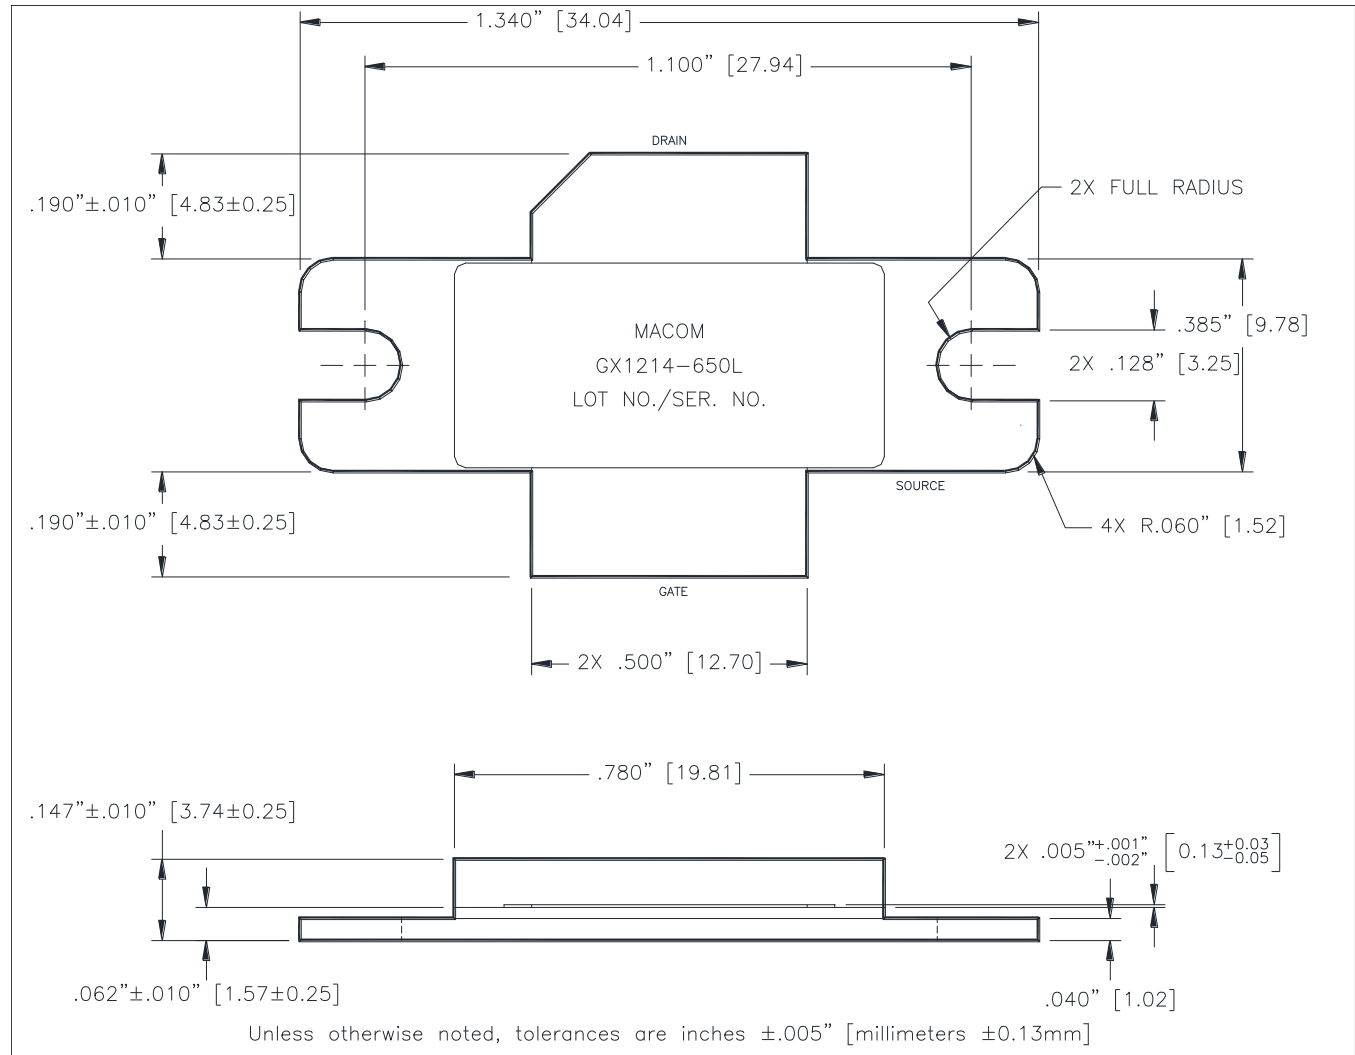 1.340” [34.04]
1.100” [27.94]
DRAIN
.190”±.010” [4.83±0.25]
2X FULL RADIUS
MACOM
GX1214-650L
LOT NO./SER. NO.
.385” [9.78]
2X .128” [3.25]
SOURCE
.190”±.010” [4.83±0.25]
4X R.060” [1.52]
GATE
2X .500” [12.70]
.780” [19.81]
.147”±.010” [3.74±0.25]
2X .005”+.001” -.002” [0.13+0.03 -0.05]
.062”±.010” [1.57±0.25]
.040” [1.02]
Unless otherwise noted, tolerances are inches ±.005” [millimeters ±0.13mm]